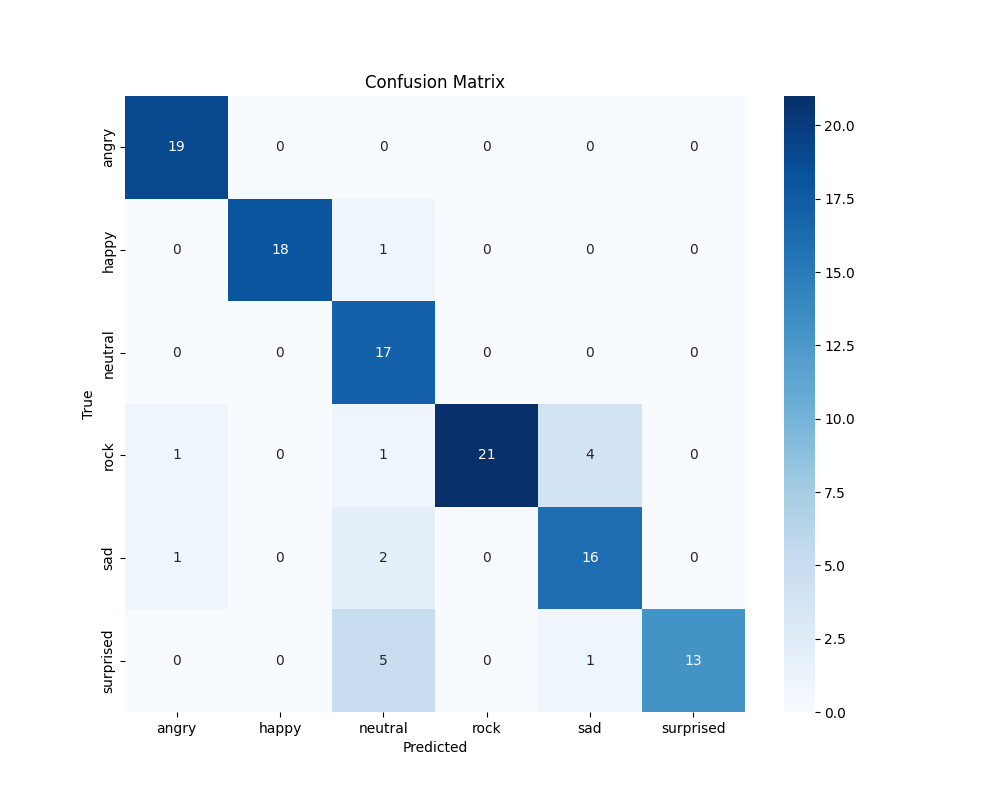 Confusion Matrix
angry 19 0 0 0 0 0
happy 0 18 1 0 0 0
neutral 0 0 17 0 0 0
rock 1 0 1 21 4 0
sad 1 0 2 0 16 0
surprised 0 0 5 0 1 13
True
angry happy neutral rock sad surprised
Predicted
20.0
17.5
15.0
12.5
10.0
7.5
5.0
2.5
0.0